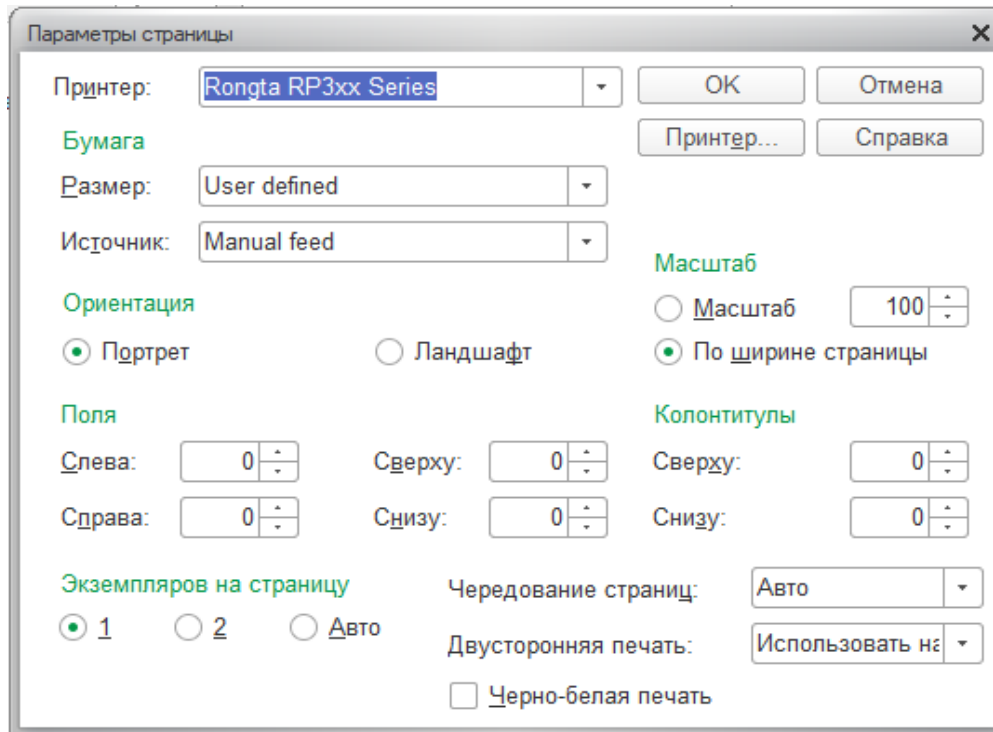 Параметры страницы
Принтер: Rongta RP3xx Series OK Отмена
Бумага Принтер... Справка
Размер: User defined
Источник: Manual feed
Масштаб
Ориентация Масштаб 100
Портрет Ландшафт По ширине страницы
Поля Колонтитулы
Слева: 0 Сверху: 0 Сверху: 0
Справа: 0 Снизу: 0 Снизу: 0
Экземпляров на страницу Чередование страниц: Авто
1 2 Авто
Двусторонняя печать: Использовать
Черно-белая печать